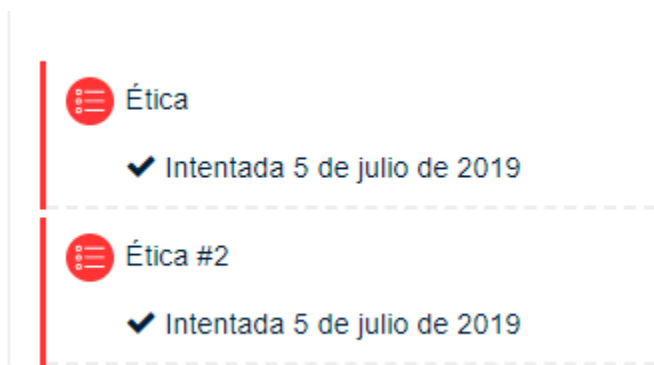 Ética
Intentada 5 de julio de 2019
Ética #2
Intentada 5 de julio de 2019